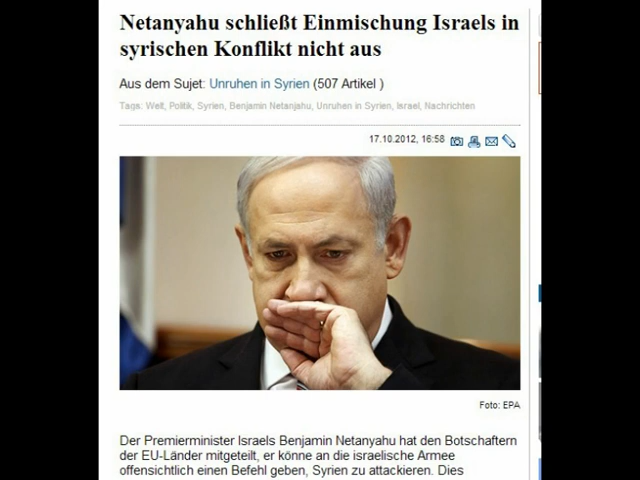 Netanyahu schließt Einmischung Israels in
syrischen Konflikt nicht aus
Aus dem Sujet: Unruhen in Syrien (507 Artikel )
Tags: Welt, Politik, Syrien, Benjamin Netanjahu, Unruhen in Syrien, Israel, Nachrichten
17.10.2012, 16:58
Foto: EPA
Der Premierminister Israels Benjamin Netanyahu hat den Botschaftern
der EU-Länder mitgeteilt, er könne an die israelische Armee
offensichtlich einen Befehl geben, Syrien zu attackieren. Dies